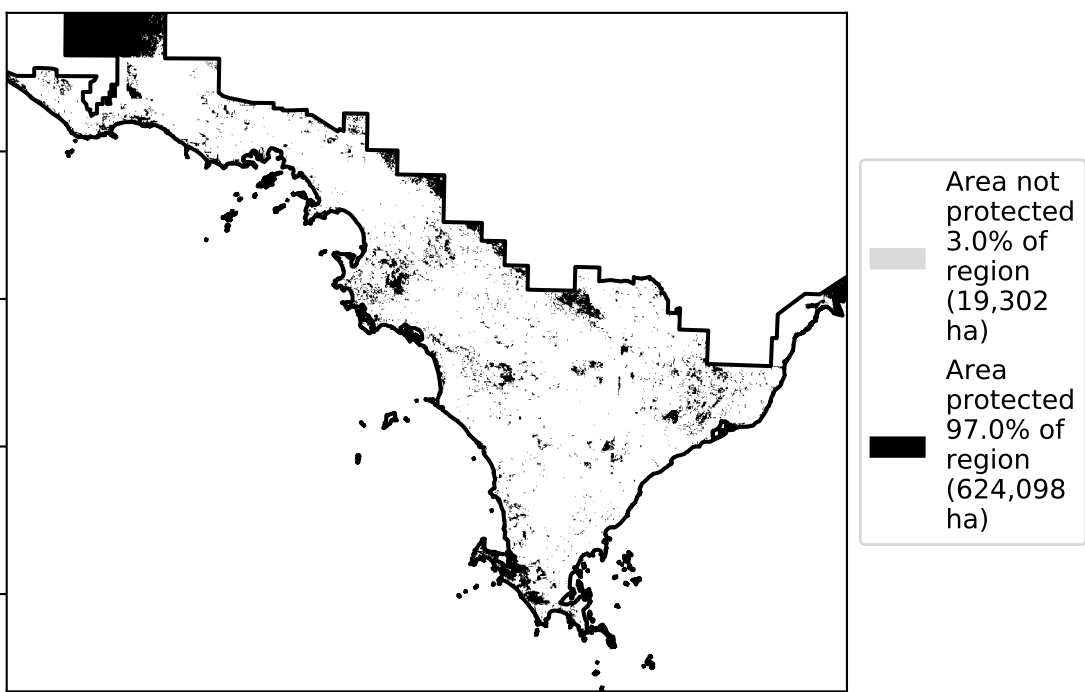 Area not
protected
3.0% of
region
(19,302
ha)
Area
protected
97.0% of
region
(624,098
ha)